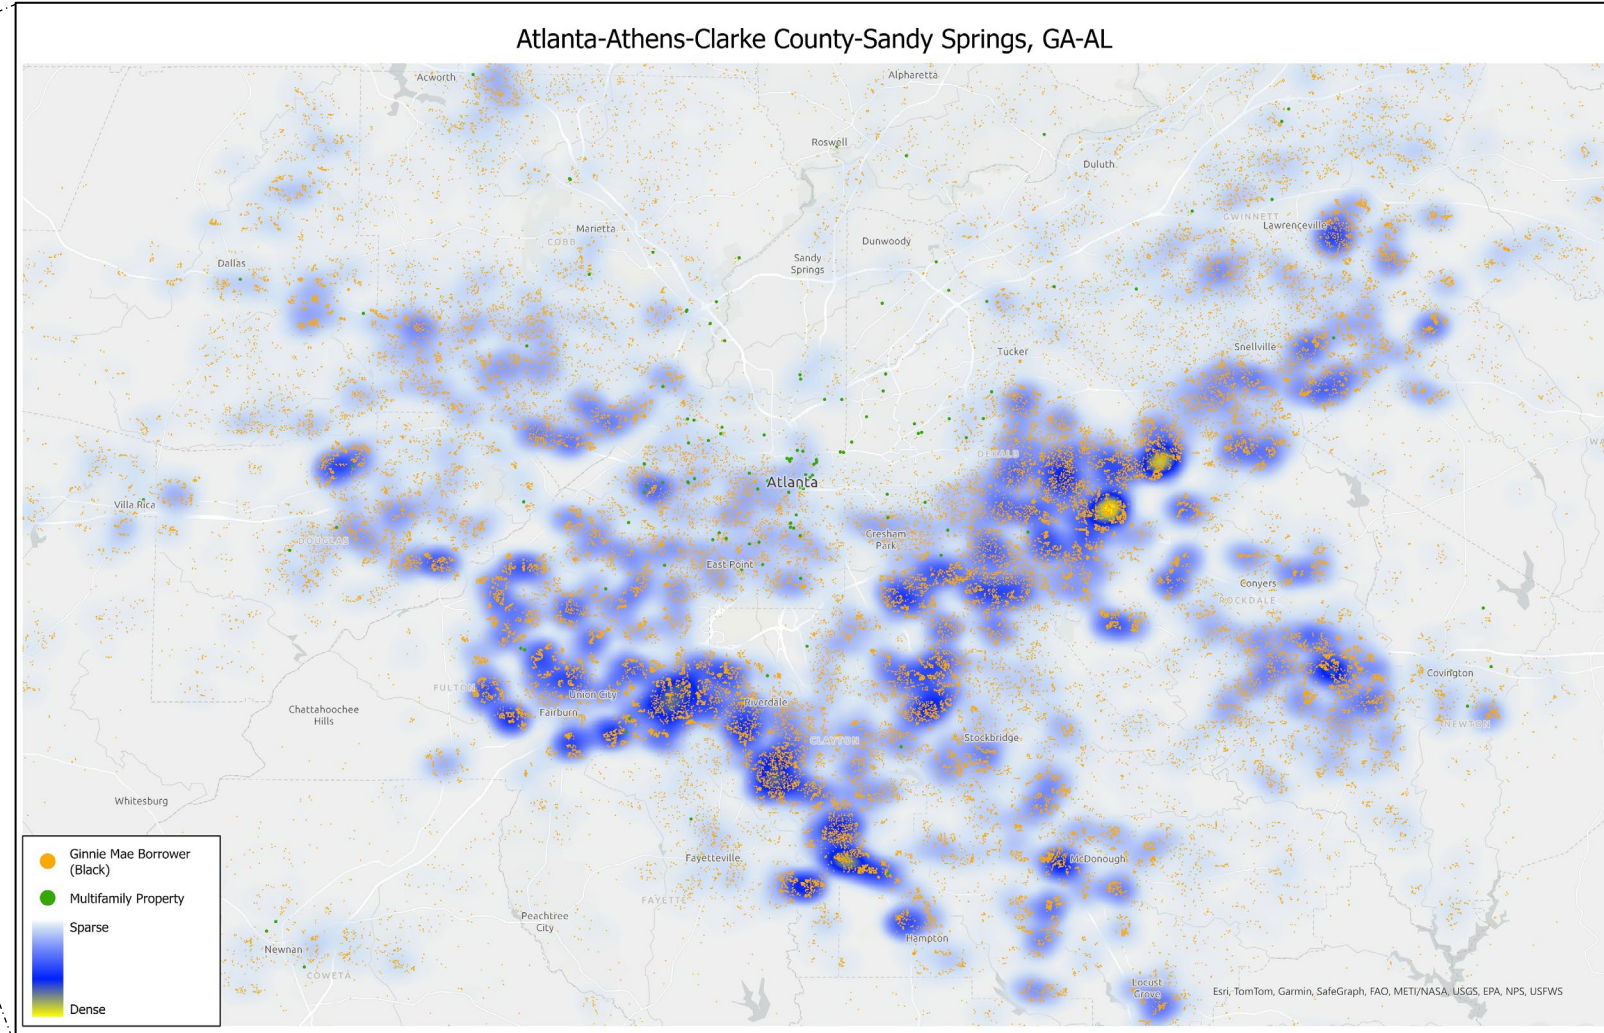 Atlanta-Athens-Clarke County-Sandy Springs, GA-AL
Acworth
Alpharetta
Roswell
Duluth
GWINNETT
Lawrenceville
Marietta
COBB
Dunwoody
Sandy
Springs
Dallas
Tucker
Snellville
DEKALB
WA
Atlanta
Villa Rica
DOUGLAS
Gresham
Park
East Point
Conyers
ROCKDALE
Covington
NEWTON
FULTON
Union City
Fairburn
Riverdale
Chattahoochee
Hills
CLAYTON
Stockbridge
Whitesburg
Fayetteville
McDonough
FAYETTE
Peachtree
City
Hampton
Newnan
COWETA
Locust
Grove
Ginnie Mae Borrower
(Black)
Multifamily Property
Sparse
Dense
Esri, TomTom, Garmin, SafeGraph, FAO, METI/NASA, USGS, EPA, NPS, USFWS